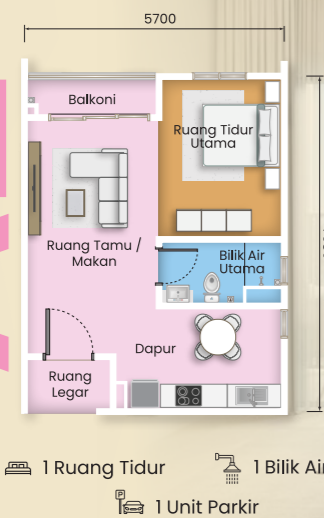 5700
Balkoni
Ruang Tidur
Utama
Ruang Tamu /
Makan
Bilik Air
Utama
Dapur
Ruang
Legar
1 Ruang Tidur
1 Bilik Air
P
1 Unit Parkir